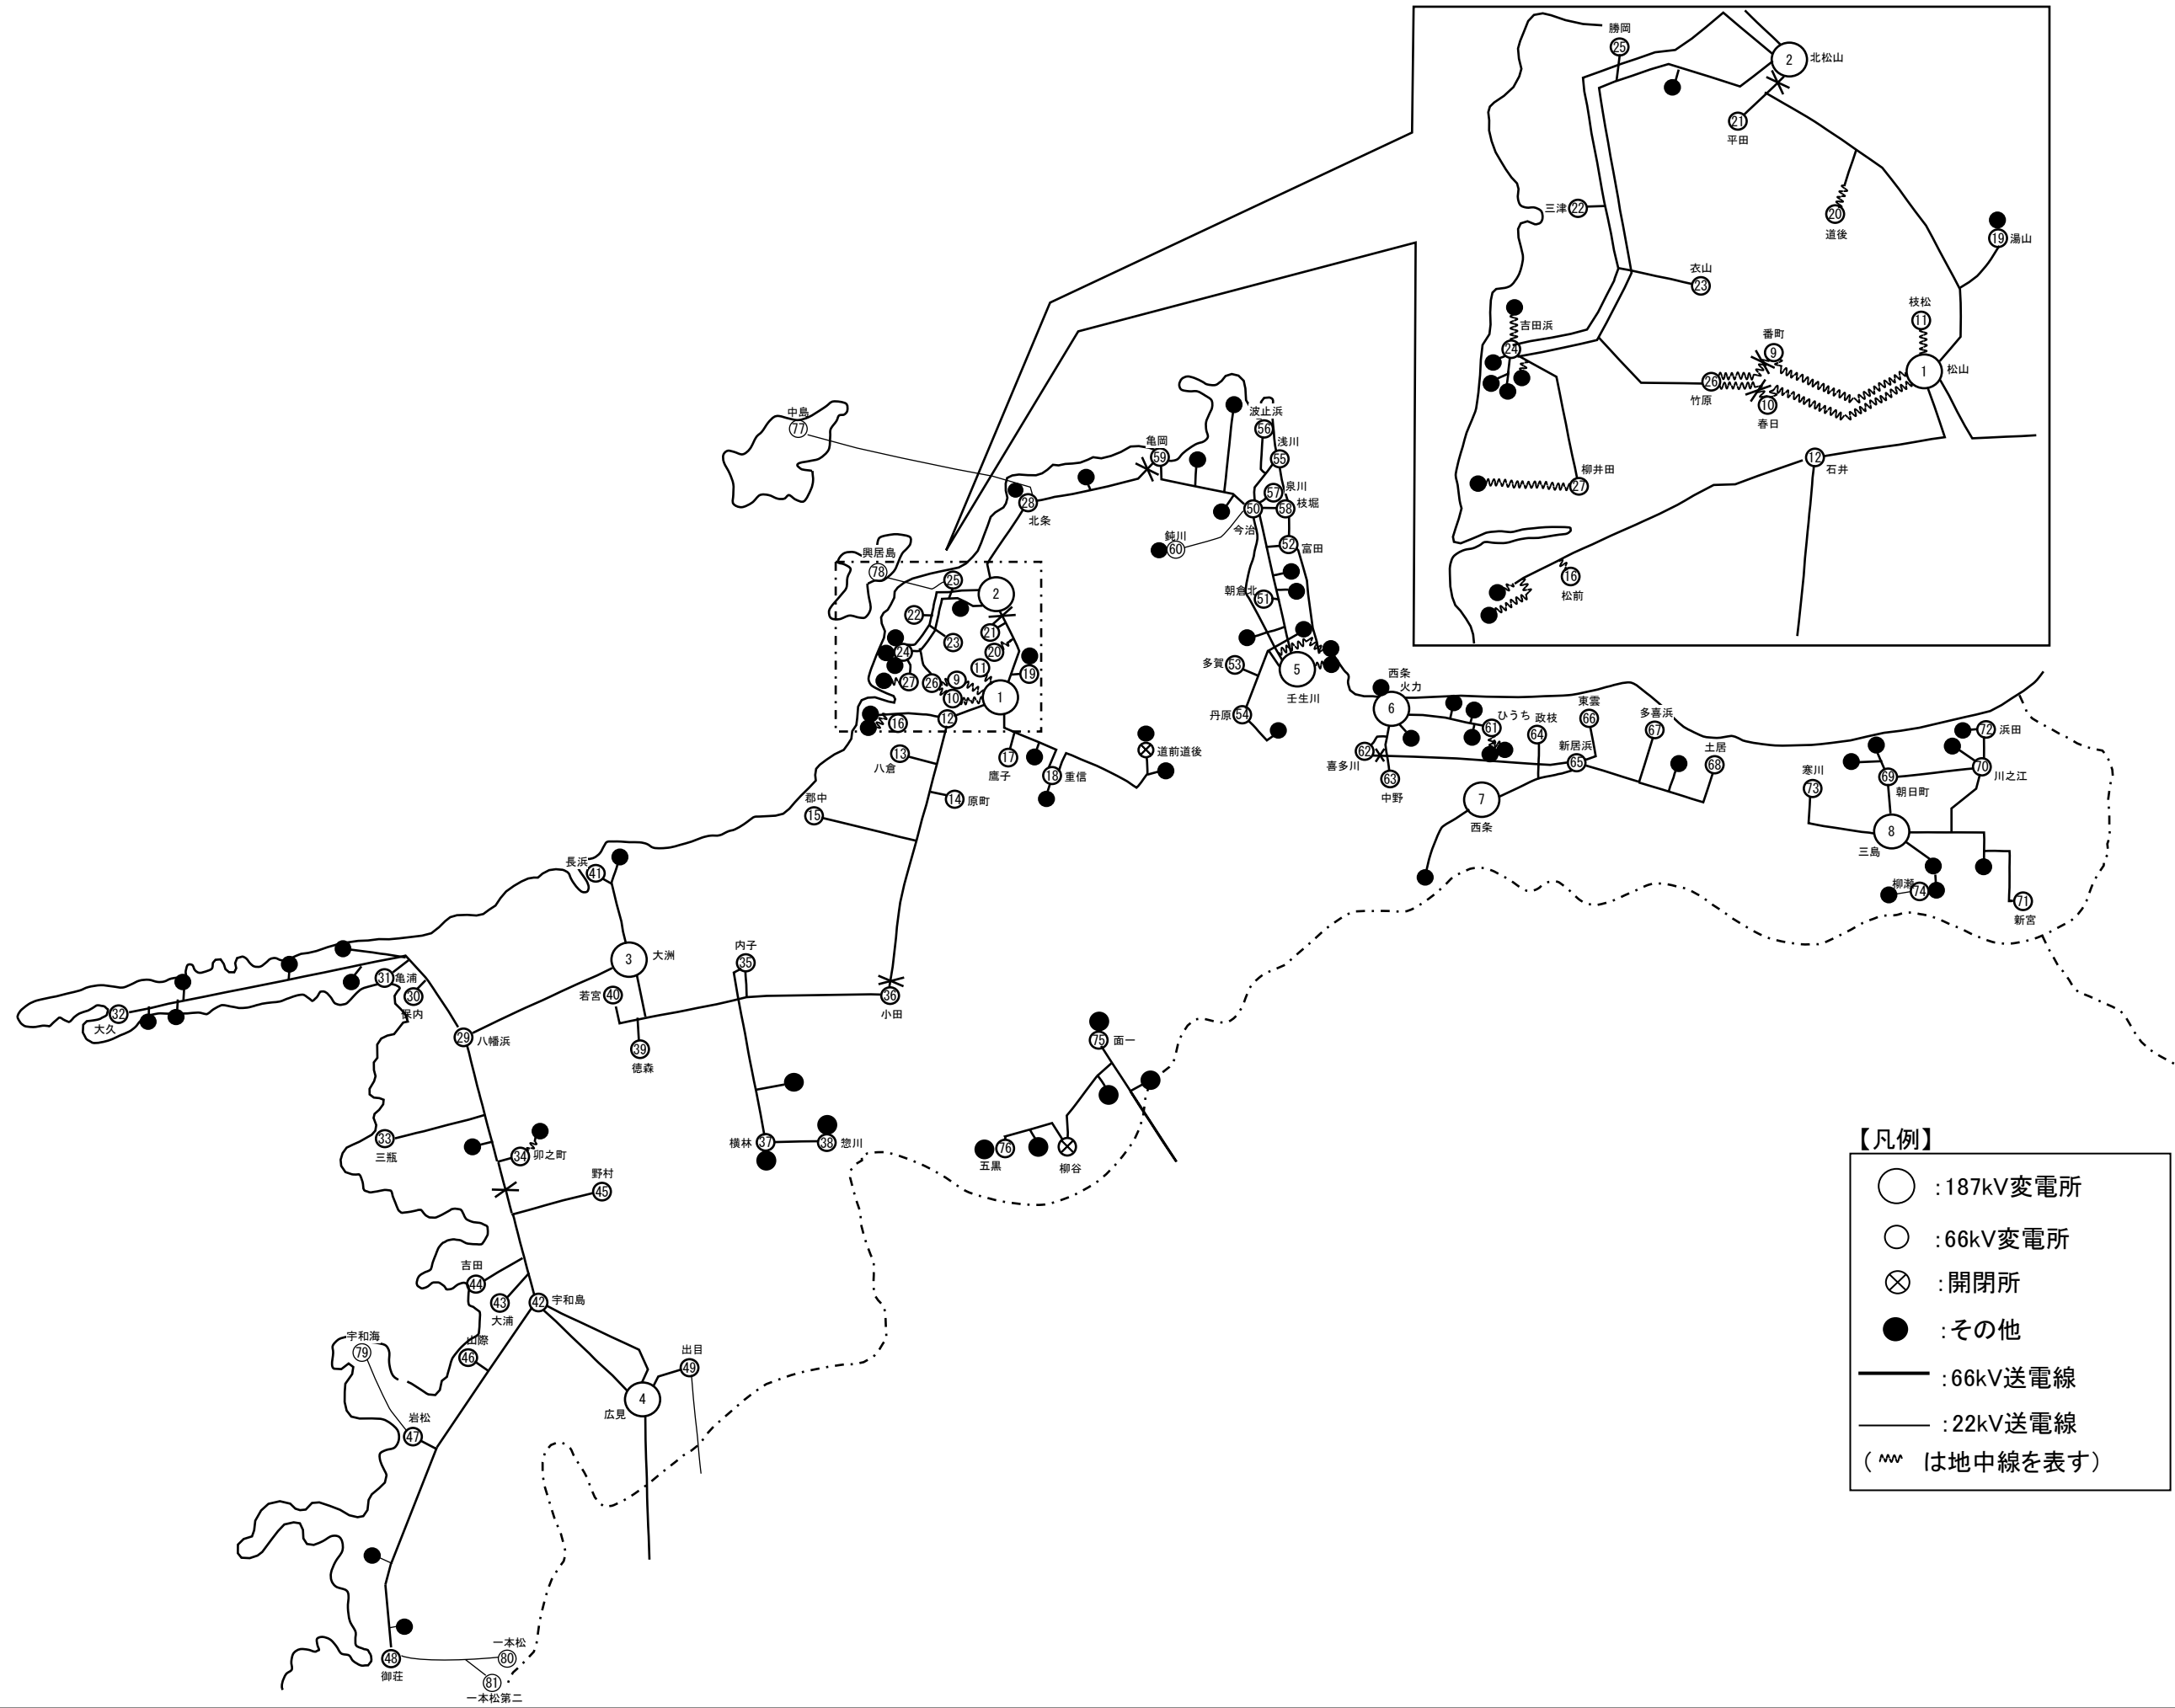 勝岡
25
2
北松山
21
平田
三津
22
20
道後
19
湯山
衣山
23
枝松
11
吉田浜
24
番町
9
1
松山
26
竹原
10
春日
柳井田
27
12
石井
16
松前
中島
77
亀岡
59
波止浜
56
浅川
55
57
泉川
28
北条
50
今治
58
枝堀
鈍川
60
52
富田
興居島
78
25
2
朝倉北
51
22
21
23
20
24
多賀
53
5
壬生川
11
19
27
26
9
10
1
丹原
54
西条
火力
6
12
16
ひうち
61
政枝
64
東雲
66
多喜浜
67
72
浜田
13
八倉
17
鷹子
道前道後
18
重信
62
喜多川
63
中野
新居浜
65
土居
68
70
川之江
69
朝日町
寒川
73
14
原町
郡中
15
7
西条
8
三島
長浜
41
柳瀬
74
71
新宮
3
大洲
内子
35
31
亀浦
30
保内
若宮
40
36
小田
32
大久
29
八幡浜
39
徳森
75
面一
33
三瓶
34
卯之町
横林
37
38
惣川
76
五黒
柳谷
野村
45
吉田
44
43
大浦
42
宇和島
宇和海
79
山際
46
出目
49
4
広見
岩松
47
一本松
80
48
御荘
81
一本松第二
【凡例】
:187kV変電所
:66kV変電所
:開閉所
:その他
:66kV送電線
:22kV送電線
( は地中線を表す)